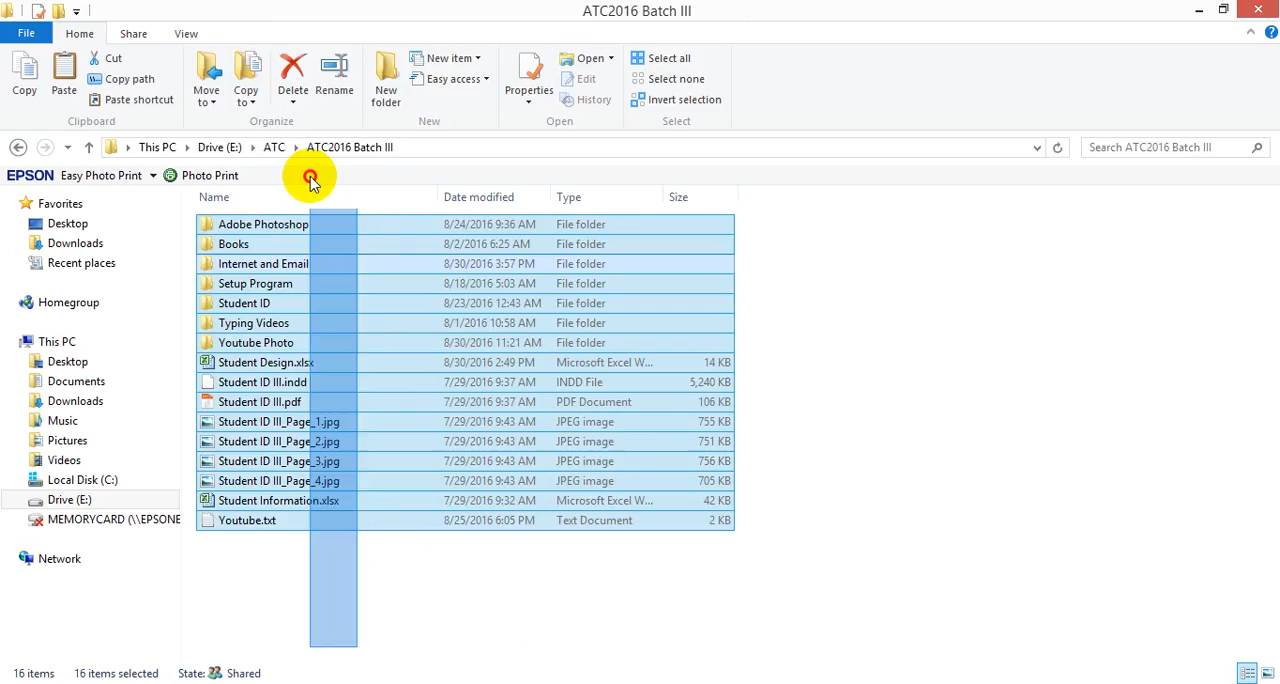 ATC2016 Batch III
File Home Share View
Copy
Paste
Cut
Copy path
Paste shortcut
Clipboard
Move to
Copy to
Delete
Rename
Organize
New folder
New item
Easy access
New
Properties
Open
Edit
History
Open
Select all
Select none
Invert selection
Select
This PC Drive (E:) ATC ATC2016 Batch III
Search ATC2016 Batch III
EPSON Easy Photo Print Photo Print
Favorites
Desktop
Downloads
Recent places
Homegroup
This PC
Desktop
Documents
Downloads
Music
Pictures
Videos
Local Disk (C:)
Drive (E:)
MEMORYCARD (\\EPSONE
Network
Name Date modified Type Size
Adobe Photoshop 8/24/2016 9:36 AM File folder
Books 8/2/2016 6:25 AM File folder
Internet and Email 8/30/2016 3:57 PM File folder
Setup Program 8/18/2016 5:03 AM File folder
Student ID 8/23/2016 12:43 AM File folder
Typing Videos 8/1/2016 10:58 AM File folder
Youtube Photo 8/30/2016 11:21 AM File folder
Student Design.xlsx 8/30/2016 2:49 PM Microsoft Excel W... 14 KB
Student ID III.indd 7/29/2016 9:37 AM INDD File 5,240 KB
Student ID III.pdf 7/29/2016 9:37 AM PDF Document 106 KB
Student ID III_Page_1.jpg 7/29/2016 9:43 AM JPEG image 755 KB
Student ID III_Page_2.jpg 7/29/2016 9:43 AM JPEG image 751 KB
Student ID III_Page_3.jpg 7/29/2016 9:43 AM JPEG image 756 KB
Student ID III_Page_4.jpg 7/29/2016 9:43 AM JPEG image 705 KB
Student Information.xlsx 7/29/2016 9:32 AM Microsoft Excel W... 42 KB
Youtube.txt 8/25/2016 6:05 PM Text Document 2 KB
16 items 16 items selected State: Shared